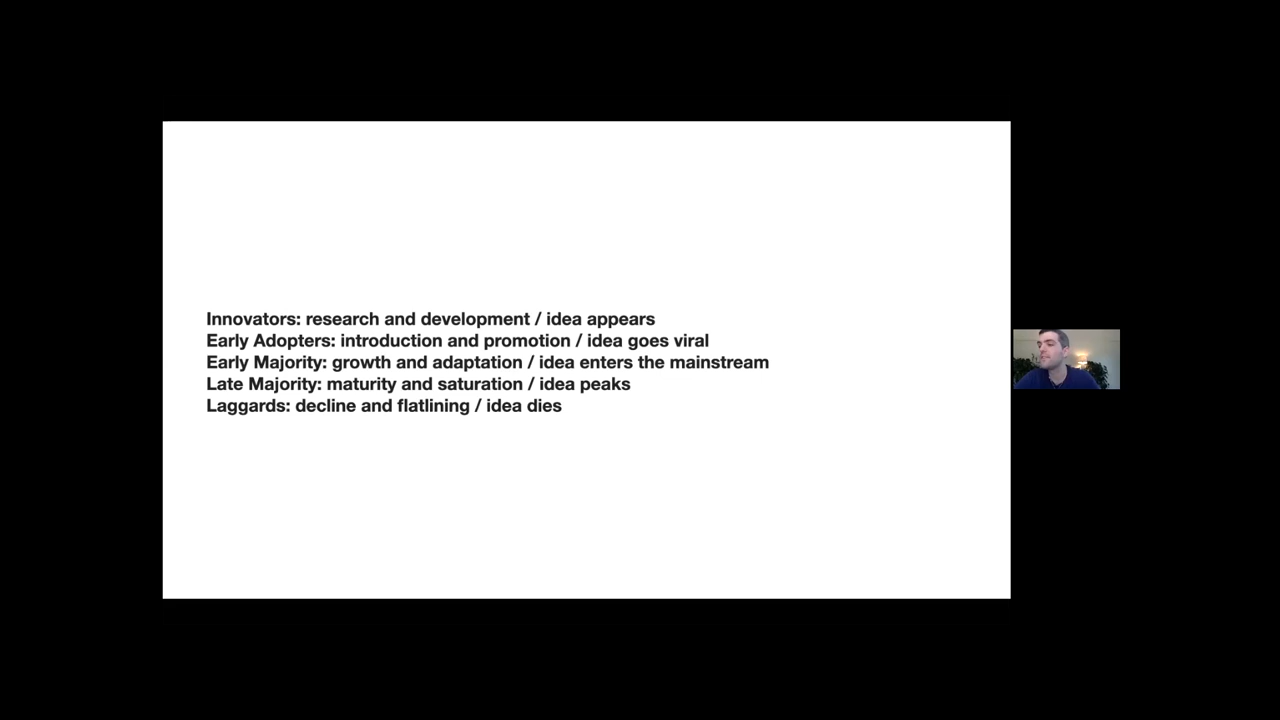 Innovators: research and development / idea appears
Early Adopters: introduction and promotion / idea goes viral
Early Majority: growth and adaptation / idea enters the mainstream
Late Majority: maturity and saturation / idea peaks
Laggards: decline and flatlining / idea dies